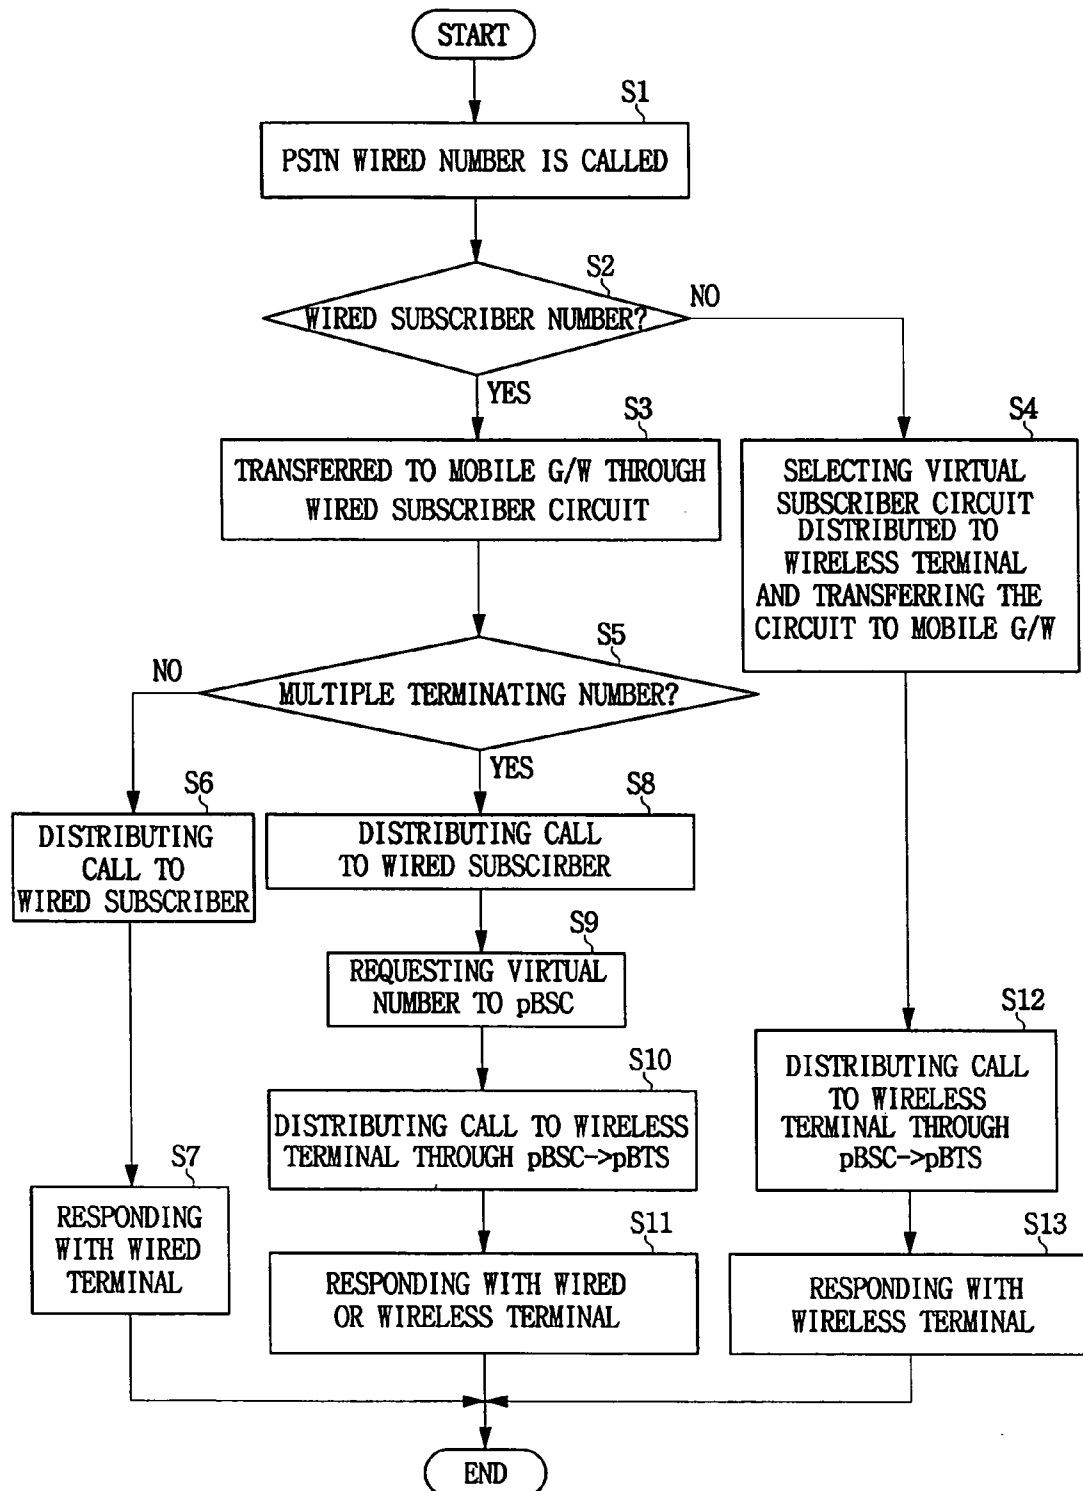 START
S1
PSTN WIRED NUMBER IS CALLED
S2
WIRED SUBSCRIBER NUMBER?
NO
YES
S3
TRANSFERRED TO MOBILE G/W THROUGH
WIRED SUBSCRIBER CIRCUIT
S4
SELECTING VIRTUAL
SUBSCRIBER CIRCUIT
DISTRIBUTED TO
WIRELESS TERMINAL
AND TRANSFERRING THE
CIRCUIT TO MOBILE G/W
S5
MULTIPLE TERMINATING NUMBER?
NO
YES
S6
DISTRIBUTING
CALL TO
WIRED SUBSCRIBER
S8
DISTRIBUTING CALL
TO WIRED SUBSCIRBER
S9
REQUESTING VIRTUAL
NUMBER TO pBSC
S10
DISTRIBUTING CALL TO WIRELESS
TERMINAL THROUGH pBSC->pBTS
S12
DISTRIBUTING CALL
TO WIRELESS
TERMINAL THROUGH
pBSC->pBTS
S7
RESPONDING
WITH WIRED
TERMINAL
S11
RESPONDING WITH WIRED
OR WIRELESS TERMINAL
S13
RESPONDING WITH
WIRELESS TERMINAL
END